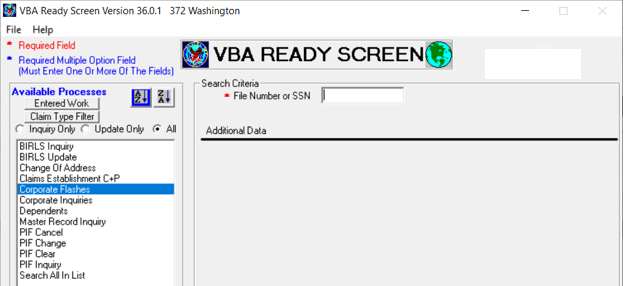 VBA Ready Screen Version 36.0.1    372 Washington
File Help
* Required Field
* Required Multiple Option Field
(Must Enter One Or More Of The Fields)
VBA READY SCREEN
Available Processes
Entered Work
Claim Type Filter
A Z
Z A
Inquiry Only Update Only All
BIRLS Inquiry
BIRLS Update
Change Of Address
Claims Establishment C+P
Corporate Flashes
Corporate Inquiries
Dependents
Master Record Inquiry
PIF Cancel
PIF Change
PIF Clear
PIF Inquiry
Search All In List
Search Criteria
* File Number or SSN
Additional Data